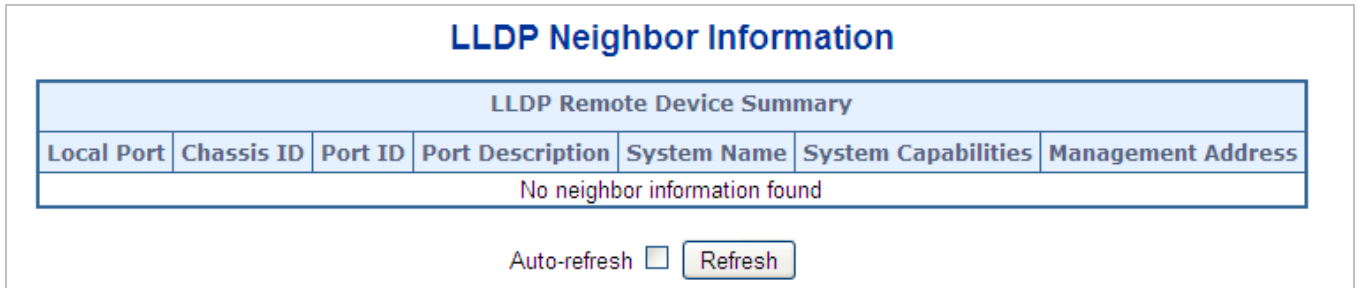 LLDP Neighbor Information
LLDP Remote Device Summary
Local Port Chassis ID Port ID Port Description System Name System Capabilities Management Address
No neighbor information found
Auto-refresh Refresh